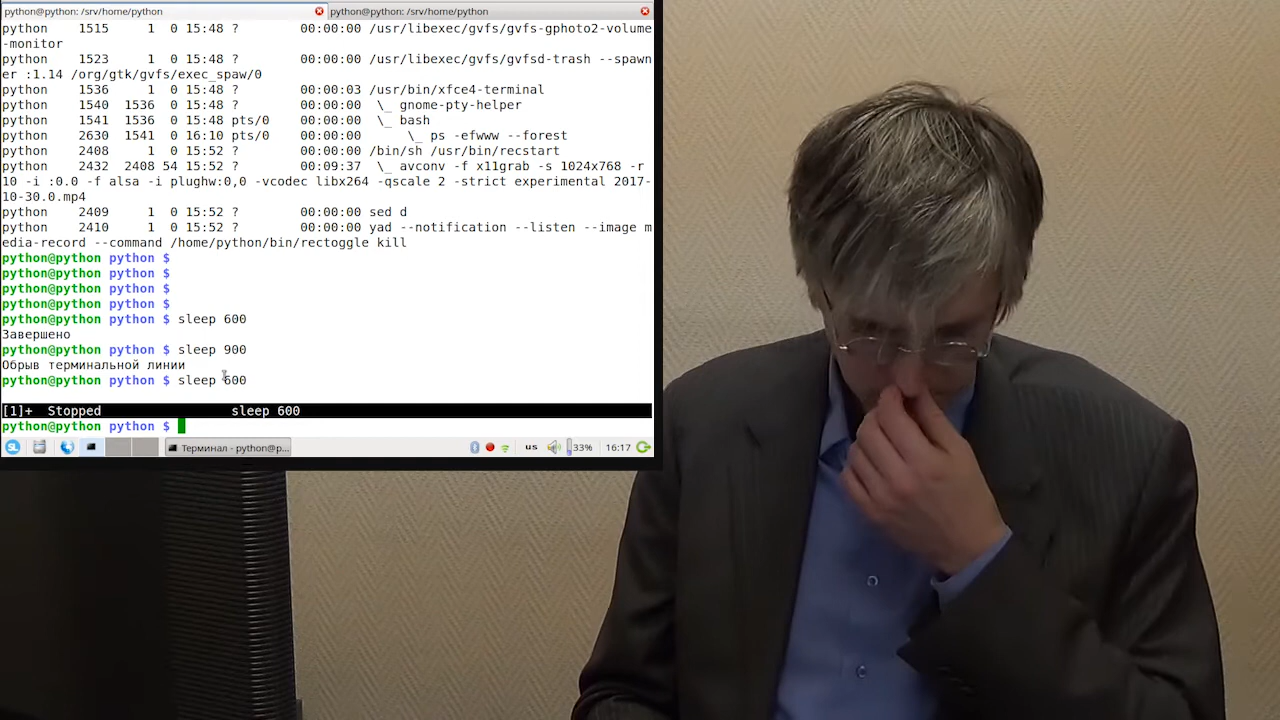 python@python: /srv/home/python python@python: /srv/home/python
python 1515 1 0 15:48 ? 00:00:00 /usr/libexec/gvfs/gvfs-gphoto2-volume
-monitor
python 1523 1 0 15:48 ? 00:00:00 /usr/libexec/gvfs/gvfsd-trash --spawn
er :1.14 /org/gtk/gvfs/exec_spaw/0
python 1536 1 0 15:48 ? 00:00:03 /usr/bin/xfce4-terminal
python 1540 1536 0 15:48 ? 00:00:00 \_ gnome-pty-helper
python 1541 1536 0 15:48 pts/0 00:00:00 \_ bash
python 2630 1541 0 16:10 pts/0 00:00:00 \_ ps -efwww --forest
python 2408 1 0 15:52 ? 00:00:00 /bin/sh /usr/bin/recstart
python 2432 2408 54 15:52 ? 00:09:37 \_ avconv -f x11grab -s 1024x768 -r
10 -i :0.0 -f alsa -i plughw:0,0 -vcodec libx264 -qscale 2 -strict experimental 2017-
10-30.0.mp4
python 2409 1 0 15:52 ? 00:00:00 sed d
python 2410 1 0 15:52 ? 00:00:00 yad --notification --listen --image m
edia-record --command /home/python/bin/rectoggle kill
python@python python $
python@python python $
python@python python $
python@python python $
python@python python $ sleep 600
Завершено
python@python python $ sleep 900
Обрыв терминальной линии
python@python python $ sleep 600
[1]+ Stopped sleep 600
python@python python $
SL Терминал - python@p... us 33% 16:17